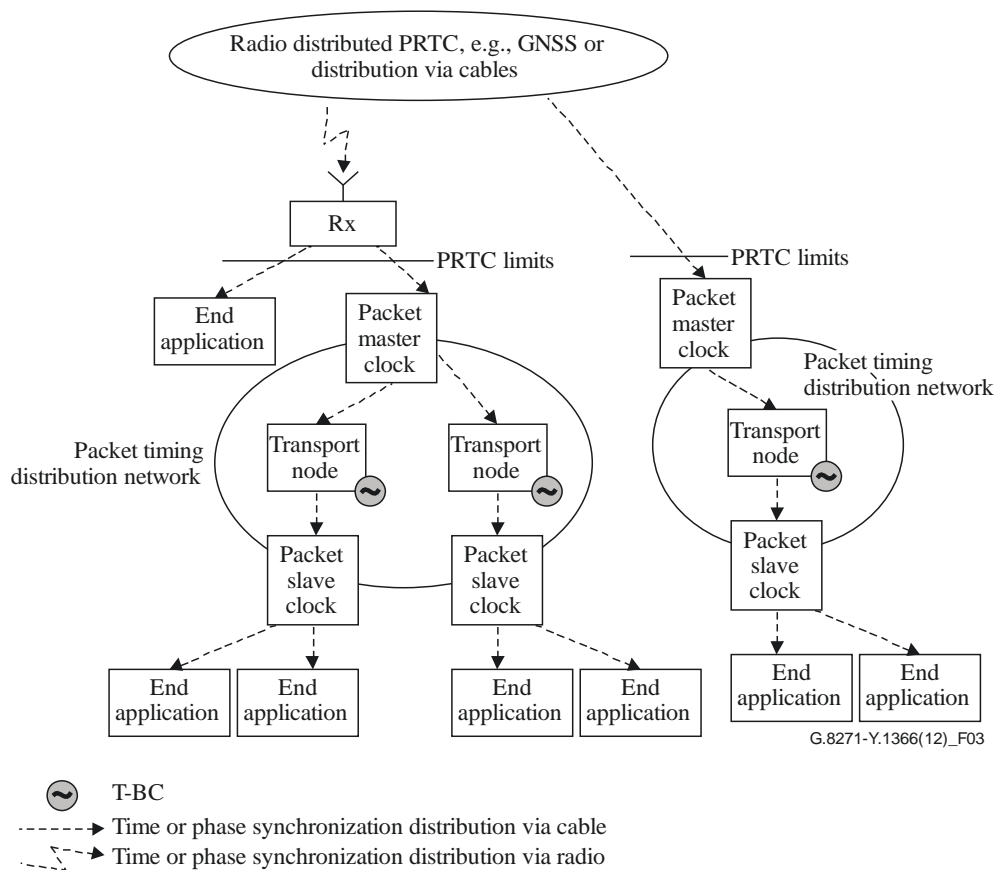 Radio distributed PRTC, e.g., GNSS or
distribution via cables
Rx
PRTC limits
PRTC limits
End
application
Packet
master
clock
Packet
master
clock
Packet timing
distribution network
Packet timing
distribution network
Transport
node
Transport
node
Transport
node
Packet
slave
clock
Packet
slave
clock
Packet
slave
clock
End
application
End
application
End
application
End
application
End
application
End
application
G.8271-Y.1366(12)_F03
T-BC
Time or phase synchronization distribution via cable
Time or phase synchronization distribution via radio